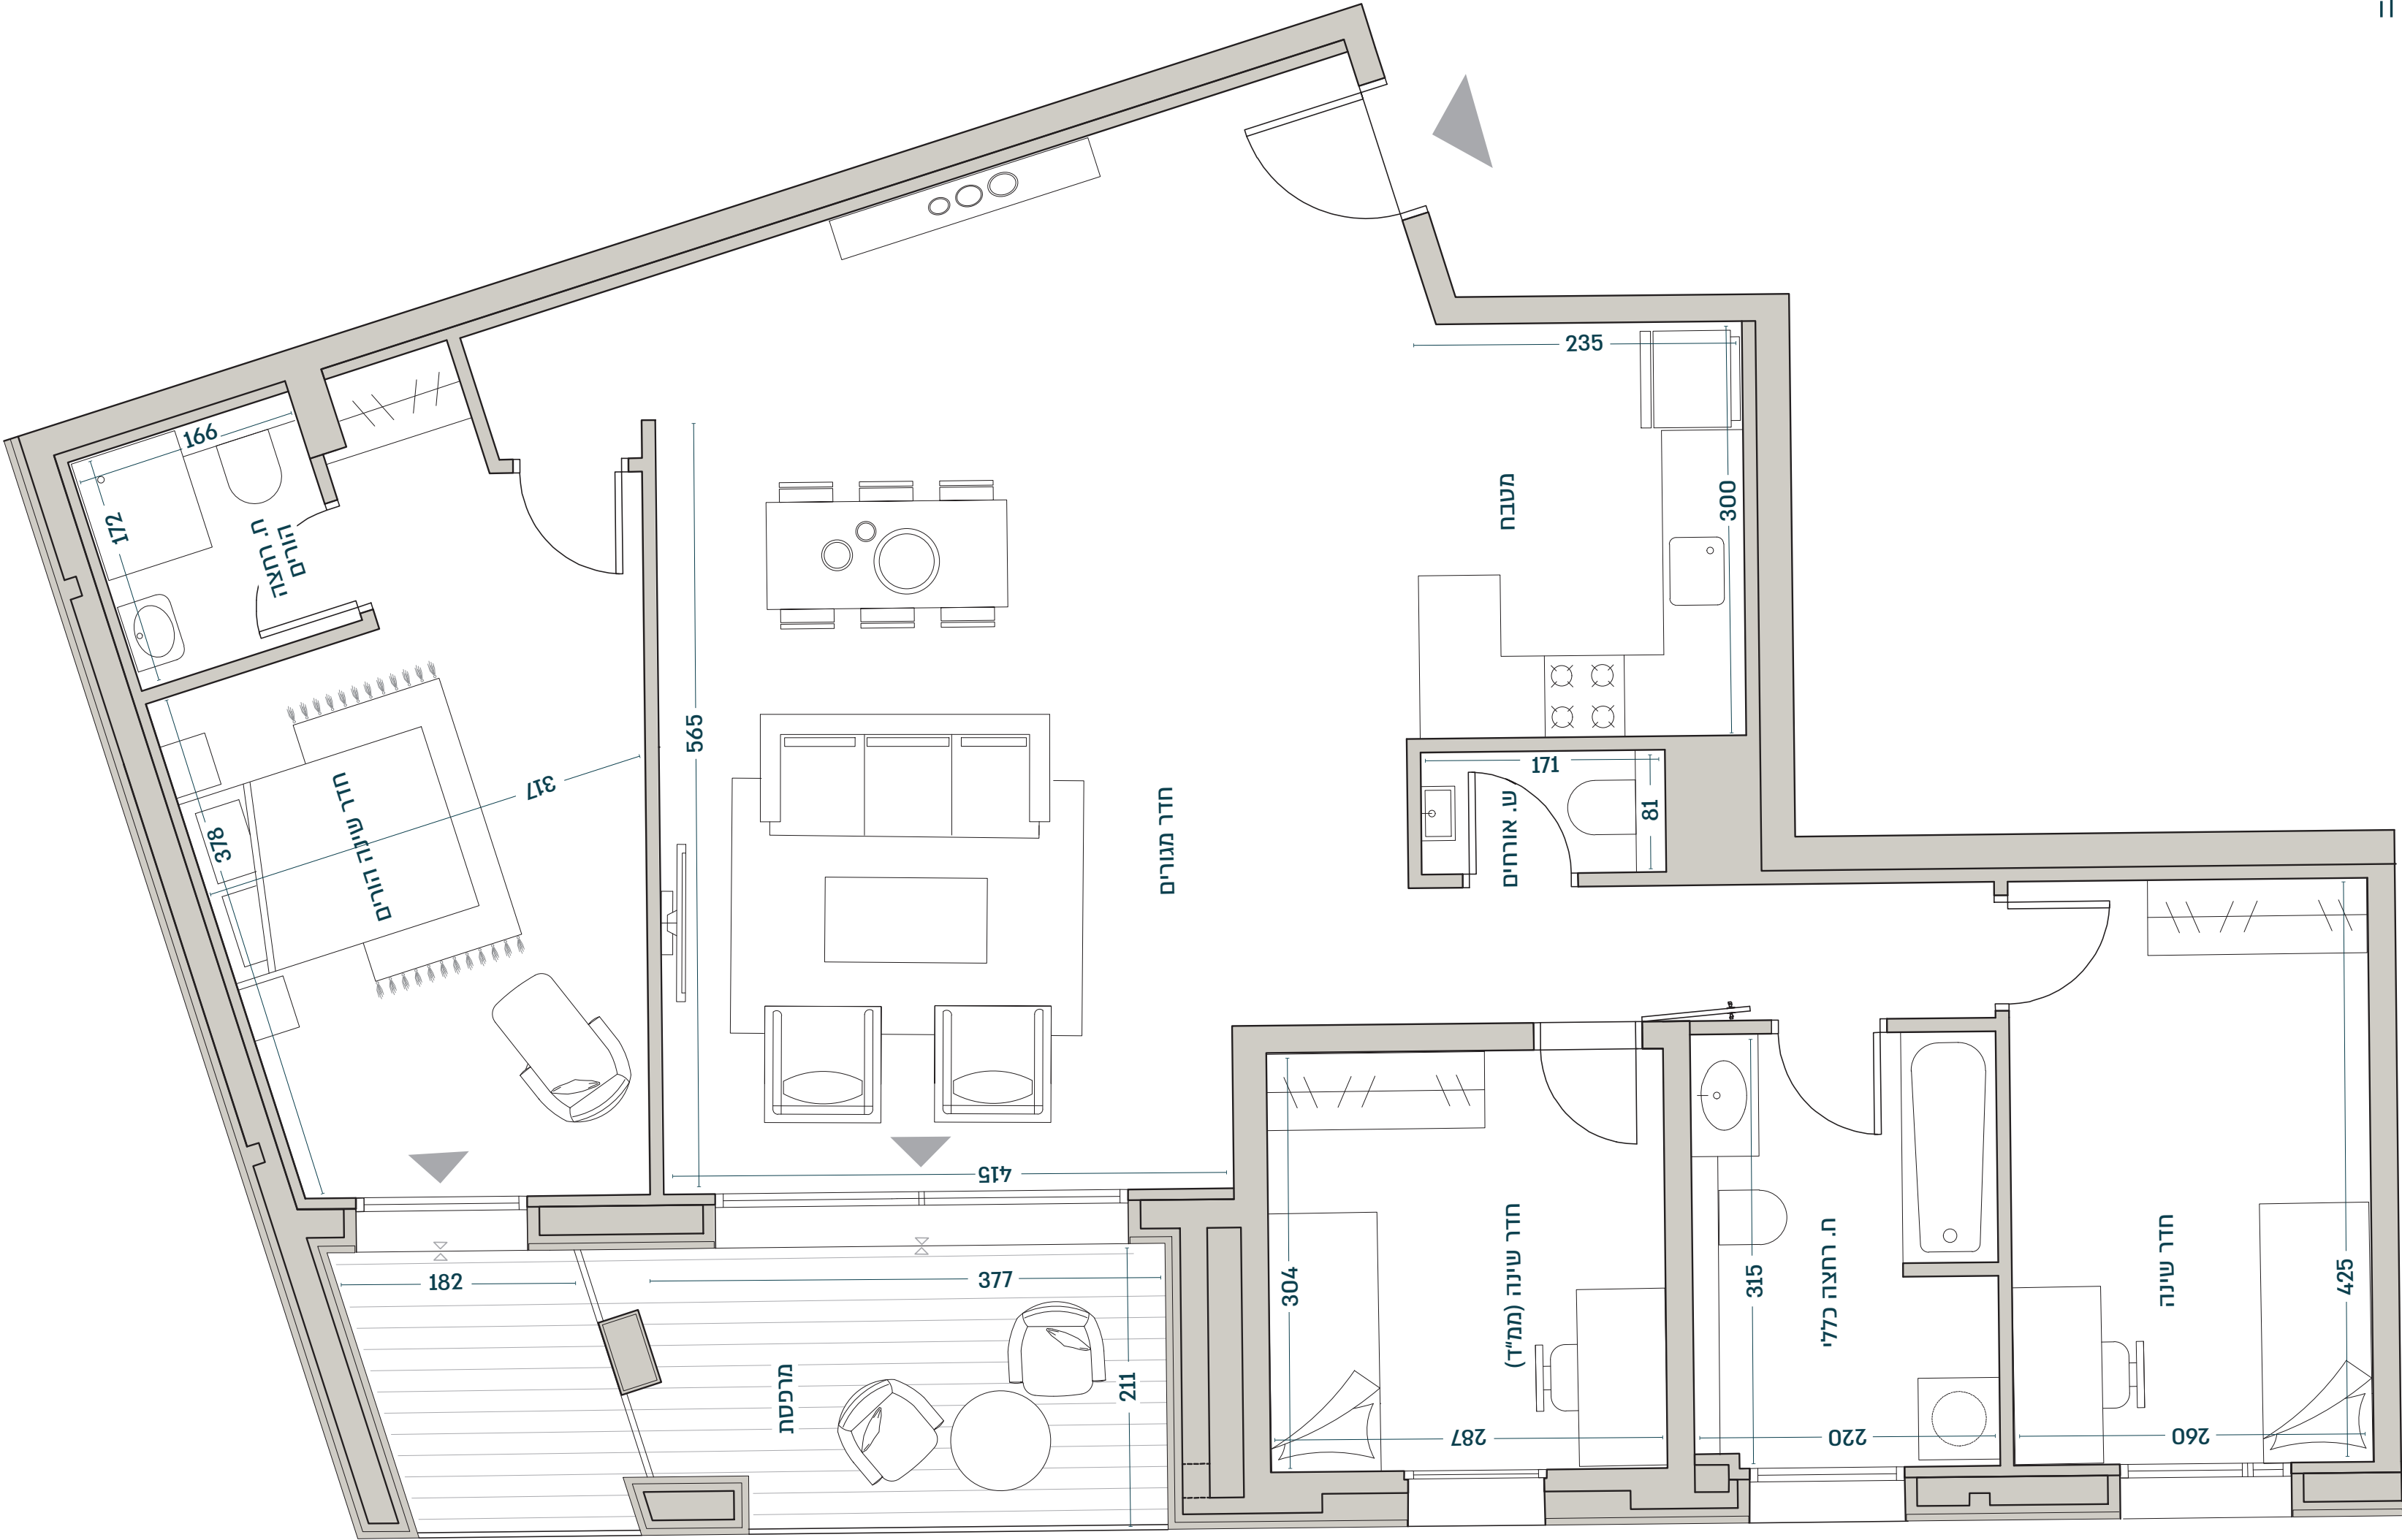 235
300
מטבח
166
172
ח. רחצה
הורים
565
317
378
חדר שינה הורים
חדר מגורים
171
81
ש. אורחים
415
182
377
211
מרפסת
304
287
חדר שינה (ממ"ד)
315
220
ח. רחצה כללי
425
260
חדר שינה